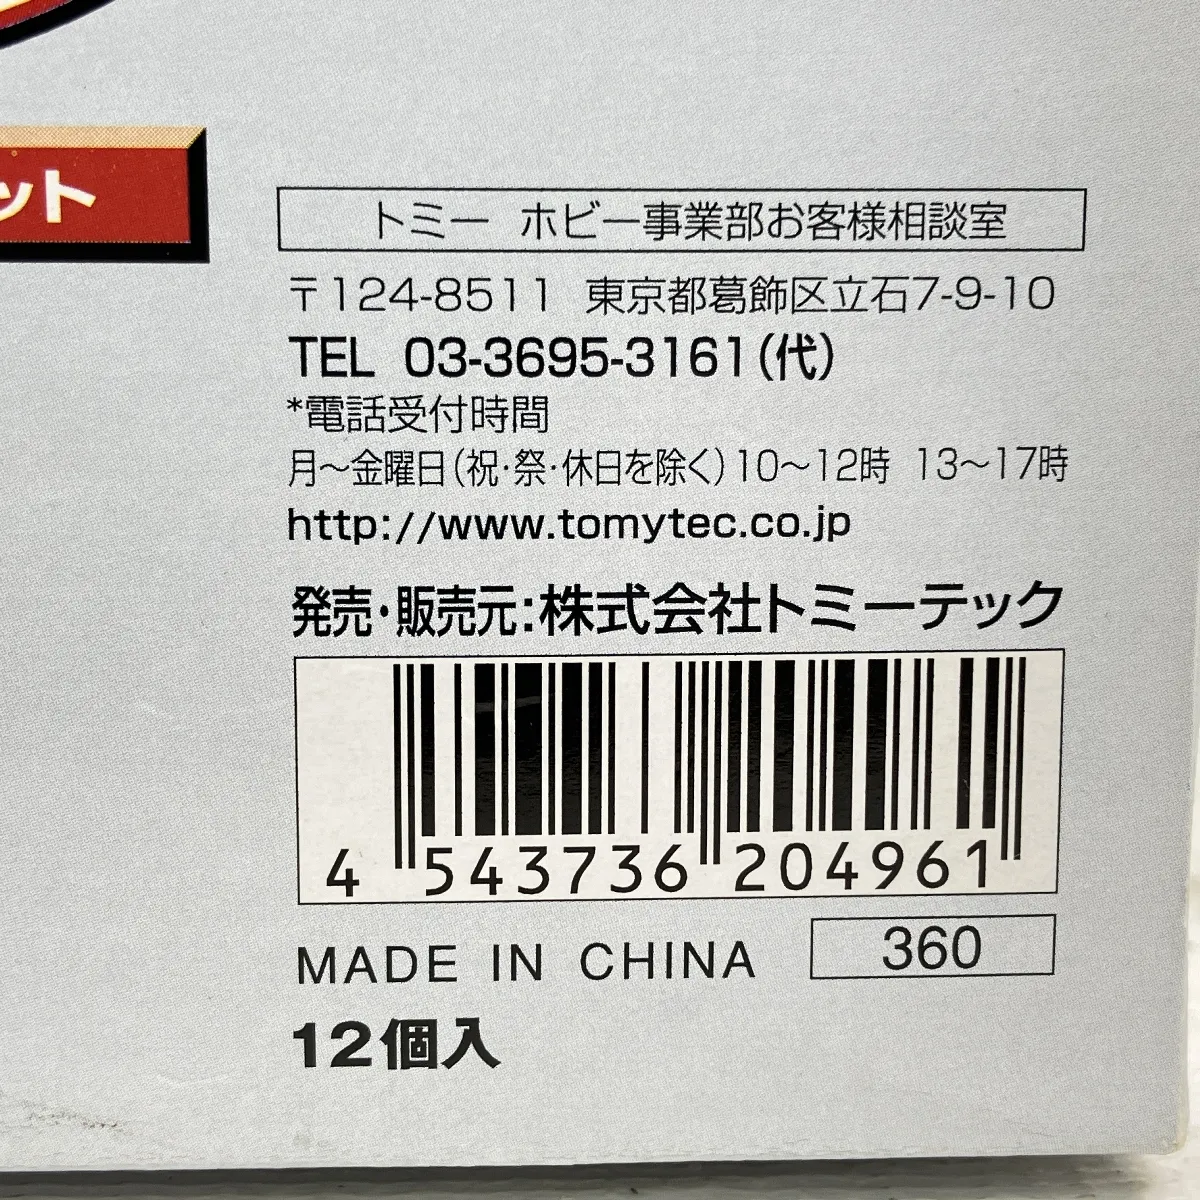 ット
トミー ホビー事業部お客様相談室
〒124-8511 東京都葛飾区立石7-9-10
TEL 03-3695-3161(代)
*電話受付時間
月～金曜日(祝・祭・休日を除く)10～12時 13～17時
http://www.tomytec.co.jp
発売・販売元:株式会社トミーテック
4 543736 204961
MADE IN CHINA 360
12個入